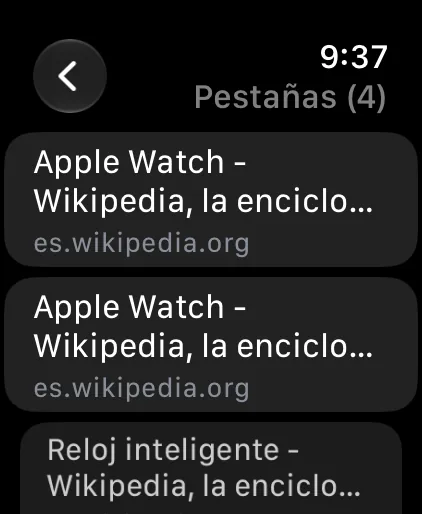 9:37
Pestañas (4)
Apple Watch -
Wikipedia, la enciclo...
es.wikipedia.org
Apple Watch -
Wikipedia, la enciclo...
es.wikipedia.org
Reloj inteligente -
Wikipedia, la enciclo...